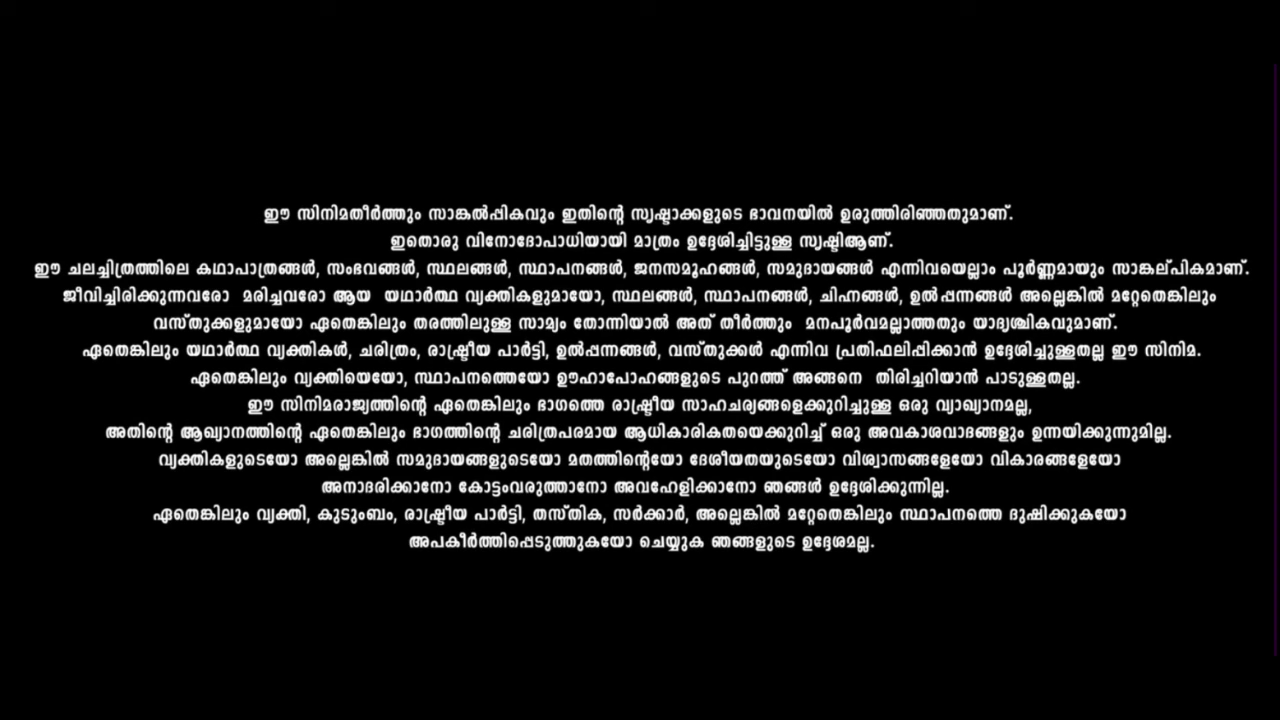 ഈ സിനിമതീർത്തും സാങ്കൽപ്പികവും ഇതിന്റെ സൃഷ്ടാക്കളുടെ ഭാവനയിൽ ഉരുത്തിരിഞ്ഞതുമാണ്.
ഇതൊരു വിനോദോപാധിയായി മാത്രം ഉദ്ദേശിച്ചിട്ടുള്ള സൃഷ്ടിആണ്.
ഈ ചലച്ചിത്രത്തിലെ കഥാപാത്രങ്ങൾ, സംഭവങ്ങൾ, സ്ഥലങ്ങൾ, സ്ഥാപനങ്ങൾ, ജനസമൂഹങ്ങൾ, സമുദായങ്ങൾ എന്നിവയെല്ലാം പൂർണ്ണമായും സാങ്കല്പികമാണ്.
ജീവിച്ചിരിക്കുന്നവരോ മരിച്ചവരോ ആയ യഥാർത്ഥ വ്യക്തികളുമായോ, സ്ഥലങ്ങൾ, സ്ഥാപനങ്ങൾ, ചിഹ്നങ്ങൾ, ഉൽപ്പന്നങ്ങൾ അല്ലെങ്കിൽ മറ്റേതെങ്കിലും
വസ്തുക്കളുമായോ ഏതെങ്കിലും തരത്തിലുള്ള സാമ്യം തോന്നിയാൽ അത് തീർത്തും മനപൂർവമല്ലാത്തതും യാദൃശ്ചികവുമാണ്.
ഏതെങ്കിലും യഥാർത്ഥ വ്യക്തികൾ, ചരിത്രം, രാഷ്ട്രീയ പാർട്ടി, ഉൽപ്പന്നങ്ങൾ, വസ്തുക്കൾ എന്നിവ പ്രതിഫലിപ്പിക്കാൻ ഉദ്ദേശിച്ചുള്ളതല്ല ഈ സിനിമ.
ഏതെങ്കിലും വ്യക്തിയെയോ, സ്ഥാപനത്തെയോ ഊഹാപോഹങ്ങളുടെ പുറത്ത് അങ്ങനെ തിരിച്ചറിയാൻ പാടുള്ളതല്ല.
ഈ സിനിമരാജ്യത്തിന്റെ ഏതെങ്കിലും ഭാഗത്തെ രാഷ്ട്രീയ സാഹചര്യങ്ങളെക്കുറിച്ചുള്ള ഒരു വ്യാഖ്യാനമല്ല,
അതിന്റെ ആഖ്യാനത്തിന്റെ ഏതെങ്കിലും ഭാഗത്തിന്റെ ചരിത്രപരമായ ആധികാരികതയെക്കുറിച്ച് ഒരു അവകാശവാദങ്ങളും ഉന്നയിക്കുന്നുമില്ല.
വ്യക്തികളുടെയോ അല്ലെങ്കിൽ സമുദായങ്ങളുടെയോ മതത്തിന്റെയോ ദേശീയതയുടെയോ വിശ്വാസങ്ങളേയോ വികാരങ്ങളേയോ
അനാദരിക്കാനോ കോട്ടംവരുത്താനോ അവഹേളിക്കാനോ ഞങ്ങൾ ഉദ്ദേശിക്കുന്നില്ല.
ഏതെങ്കിലും വ്യക്തി, കുടുംബം, രാഷ്ട്രീയ പാർട്ടി, തസ്തിക, സർക്കാർ, അല്ലെങ്കിൽ മറ്റേതെങ്കിലും സ്ഥാപനത്തെ ദുഷിക്കുകയോ
അപകീർത്തിപ്പെടുത്തുകയോ ചെയ്യുക ഞങ്ങളുടെ ഉദ്ദേശമല്ല.